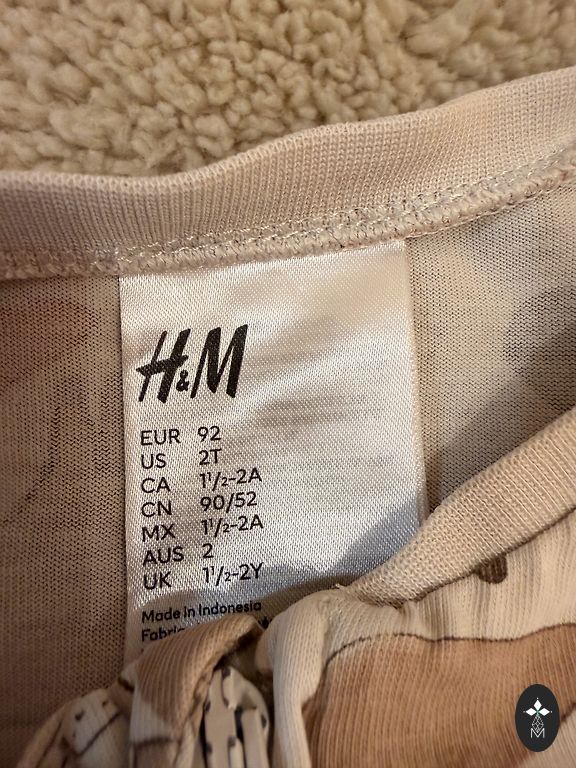 H&M
EUR 92
US 2T
CA 1½-2A
CN 90/52
MX 1½-2A
AUS 2
UK 1½-2Y
Made in Indonesia